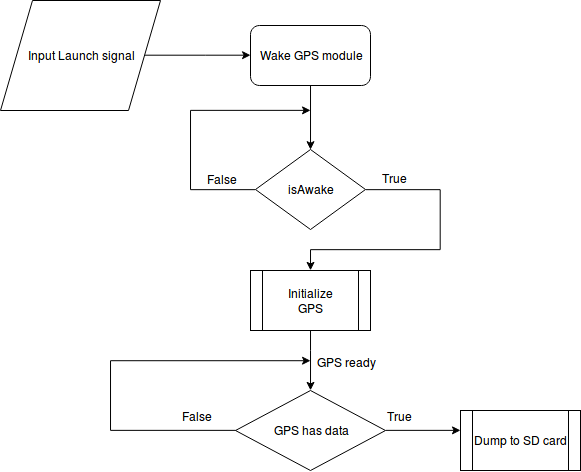 Input Launch signal
Wake GPS module
isAwake
False
True
Initialize
GPS
GPS ready
False
True
GPS has data
Dump to SD card